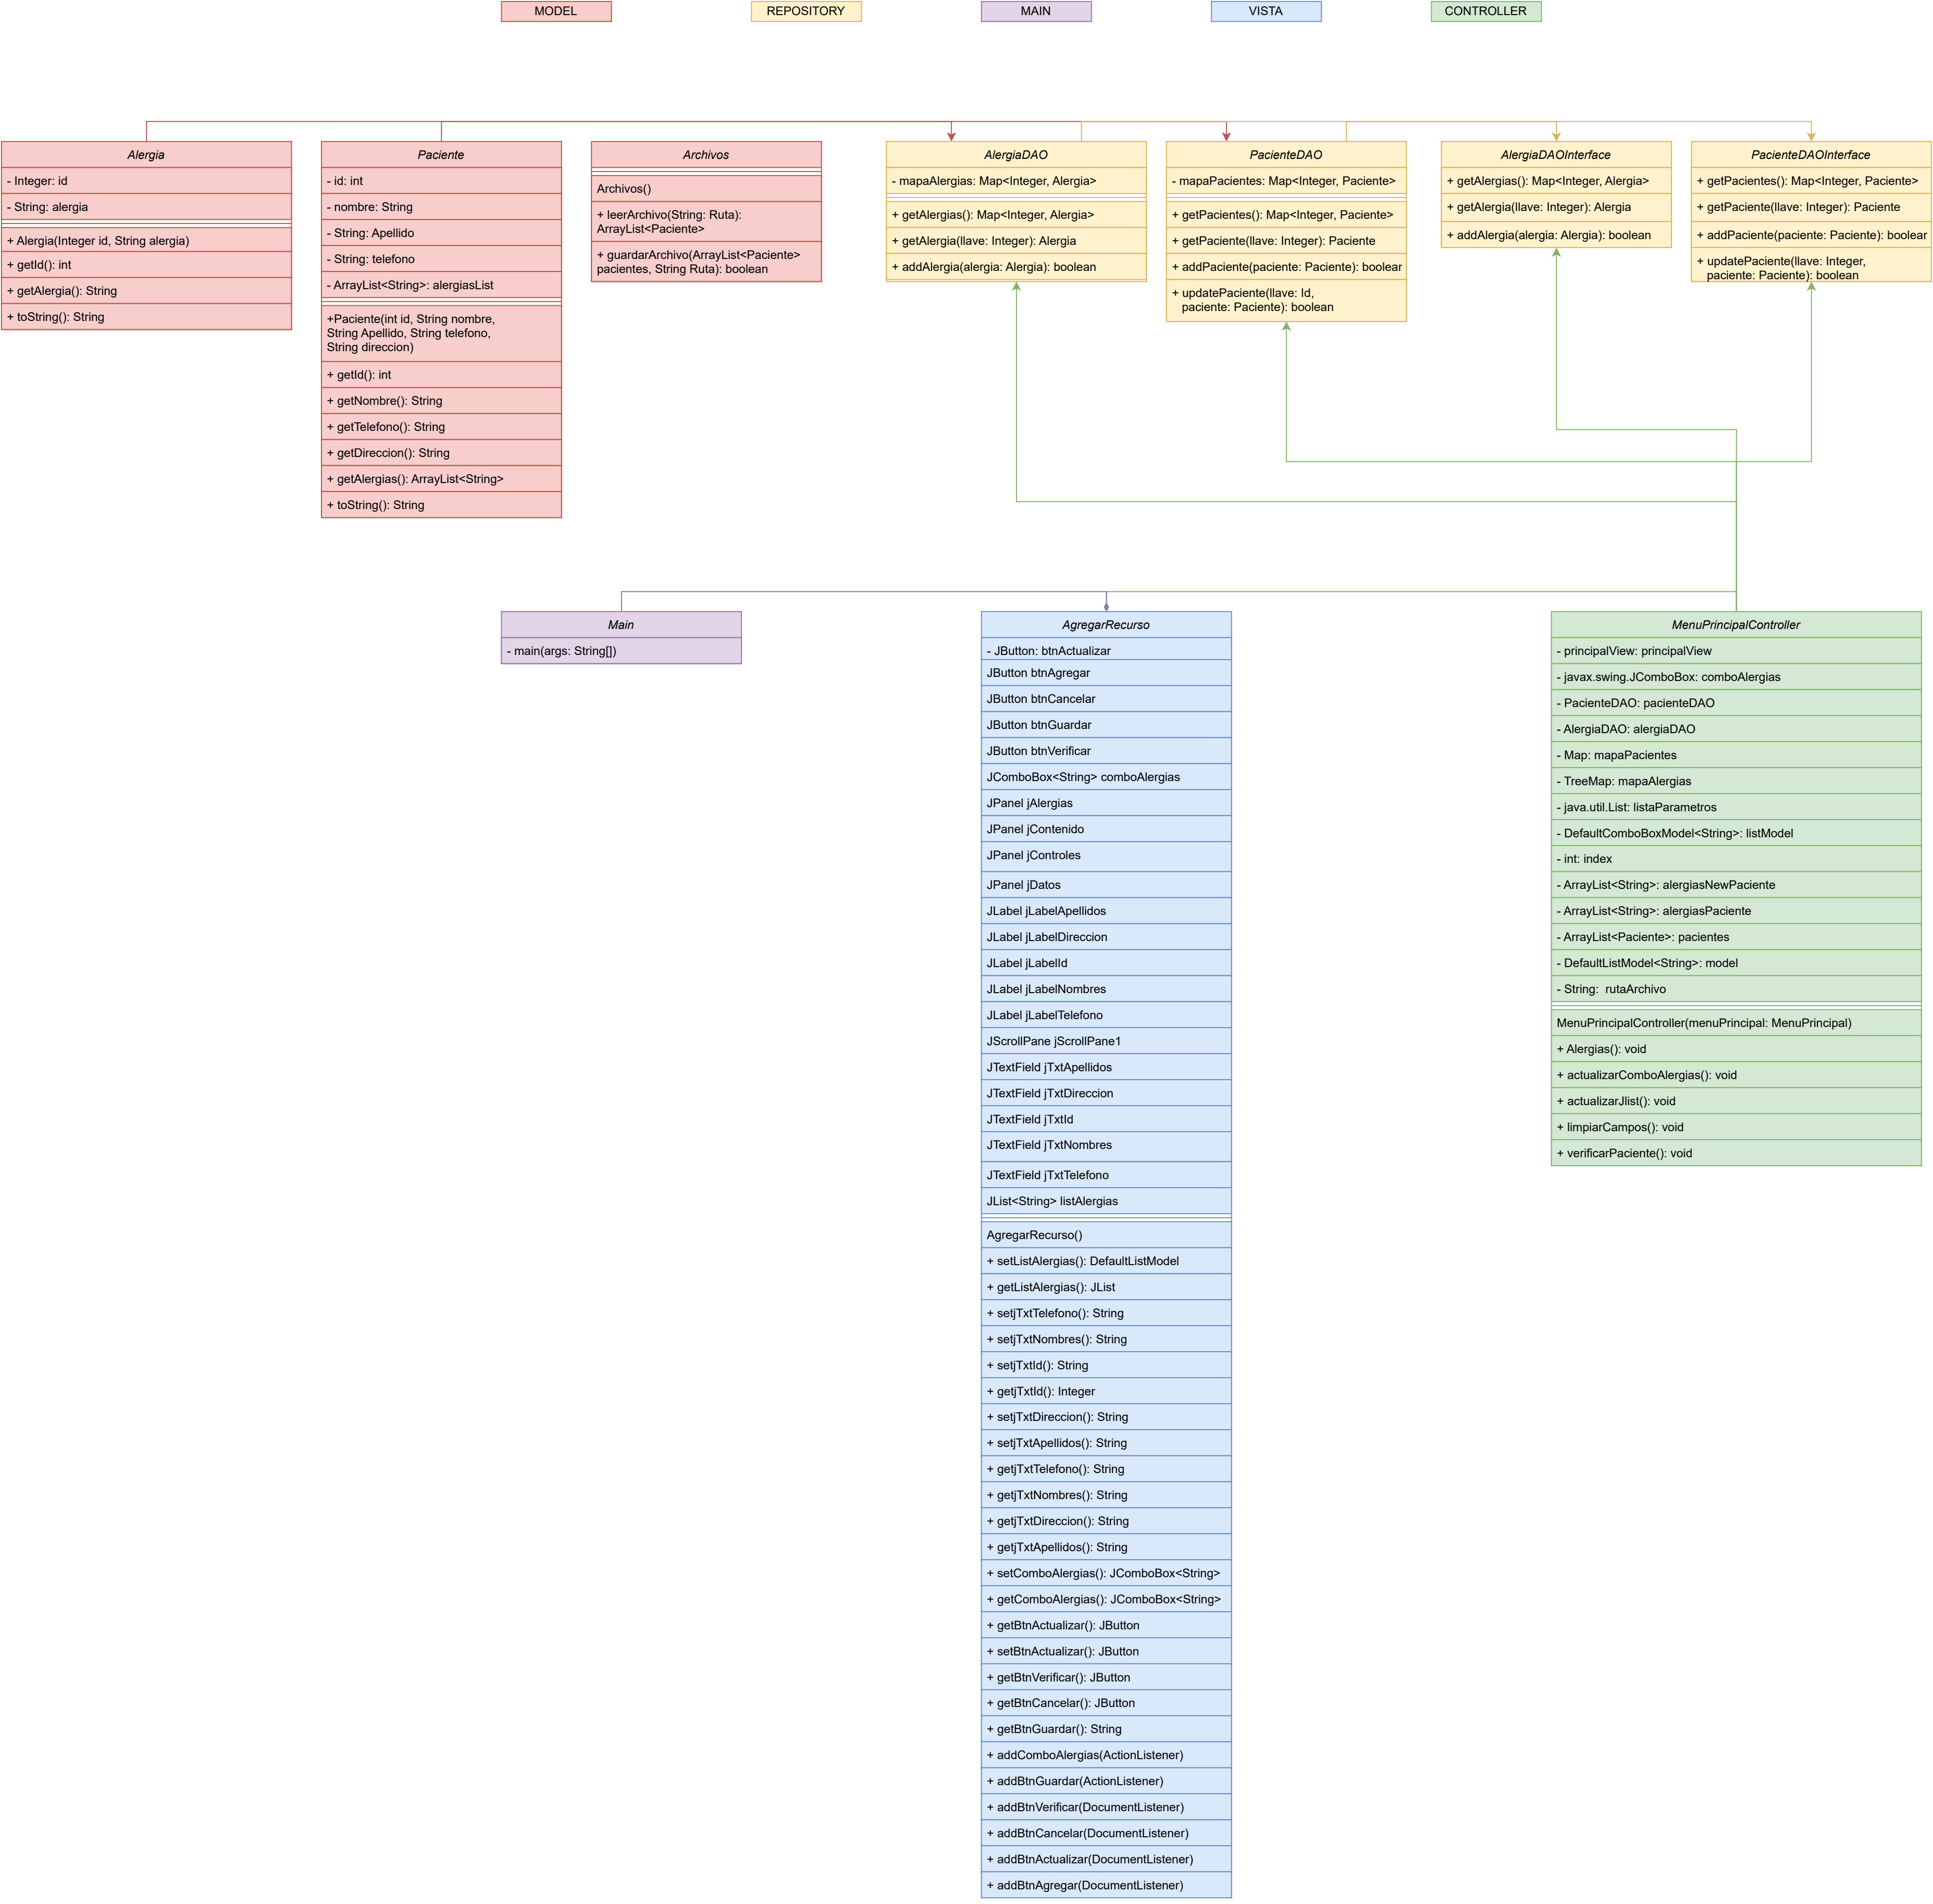 MODEL
REPOSITORY
MAIN
VISTA
CONTROLLER
Alergia
- Integer: id
- String: alergia
+ Alergia(Integer id, String alergia)
+ getId(): int
+ getAlergia(): String
+ toString(): String
Paciente
- id: int
- nombre: String
- String: Apellido
- String: telefono
- ArrayList<String>: alergiasList
+Paciente(int id, String nombre,
String Apellido, String telefono,
String direccion)
+ getId(): int
+ getNombre(): String
+ getTelefono(): String
+ getDireccion(): String
+ getAlergias(): ArrayList<String>
+ toString(): String
Archivos
Archivos()
+ leerArchivo(String: Ruta):
ArrayList<Paciente>
+ guardarArchivo(ArrayList<Paciente>
pacientes, String Ruta): boolean
AlergiaDAO
- mapaAlergias: Map<Integer, Alergia>
+ getAlergias(): Map<Integer, Alergia>
+ getAlergia(llave: Integer): Alergia
+ addAlergia(alergia: Alergia): boolean
PacienteDAO
- mapaPacientes: Map<Integer, Paciente>
+ getPacientes(): Map<Integer, Paciente>
+ getPaciente(llave: Integer): Paciente
+ addPaciente(paciente: Paciente): boolear
+ updatePaciente(llave: Id,
paciente: Paciente): boolean
AlergiaDAOInterface
+ getAlergias(): Map<Integer, Alergia>
+ getAlergia(llave: Integer): Alergia
+ addAlergia(alergia: Alergia): boolean
PacienteDAOInterface
+ getPacientes(): Map<Integer, Paciente>
+ getPaciente(llave: Integer): Paciente
+ addPaciente(paciente: Paciente): boolear
+ updatePaciente(llave: Integer,
paciente: Paciente): boolean
Main
- main(args: String[])
AgregarRecurso
- JButton: btnActualizar
JButton btnAgregar
JButton btnCancelar
JButton btnGuardar
JButton btnVerificar
JComboBox<String> comboAlergias
JPanel jAlergias
JPanel jContenido
JPanel jControles
JPanel jDatos
JLabel jLabelApellidos
JLabel jLabelDireccion
JLabel jLabelId
JLabel jLabelNombres
JLabel jLabelTelefono
JScrollPane jScrollPane1
JTextField jTxtApellidos
JTextField jTxtDireccion
JTextField jTxtId
JTextField jTxtNombres
JTextField jTxtTelefono
JList<String> listAlergias
AgregarRecurso()
+ setListAlergias(): DefaultListModel
+ getListAlergias(): JList
+ setjTxtTelefono(): String
+ setjTxtNombres(): String
+ setjTxtId(): String
+ getjTxtId(): Integer
+ setjTxtDireccion(): String
+ setjTxtApellidos(): String
+ getjTxtTelefono(): String
+ getjTxtNombres(): String
+ getjTxtDireccion(): String
+ getjTxtApellidos(): String
+ setComboAlergias(): JComboBox<String>
+ getComboAlergias(): JComboBox<String>
+ getBtnActualizar(): JButton
+ setBtnActualizar(): JButton
+ getBtnVerificar(): JButton
+ getBtnCancelar(): JButton
+ getBtnGuardar(): String
+ addComboAlergias(ActionListener)
+ addBtnGuardar(ActionListener)
+ addBtnVerificar(DocumentListener)
+ addBtnCancelar(DocumentListener)
+ addBtnActualizar(DocumentListener)
+ addBtnAgregar(DocumentListener)
MenuPrincipalController
- principalView: principalView
- javax.swing.JComboBox: comboAlergias
- PacienteDAO: pacienteDAO
- AlergiaDAO: alergiaDAO
- Map: mapaPacientes
- TreeMap: mapaAlergias
- java.util.List: listaParametros
- DefaultComboBoxModel<String>: listModel
- int: index
- ArrayList<String>: alergiasNewPaciente
- ArrayList<String>: alergiasPaciente
- ArrayList<Paciente>: pacientes
- DefaultListModel<String>: model
- String: rutaArchivo
MenuPrincipalController(menuPrincipal: MenuPrincipal)
+ Alergias(): void
+ actualizarComboAlergias(): void
+ actualizarJlist(): void
+ limpiarCampos(): void
+ verificarPaciente(): void